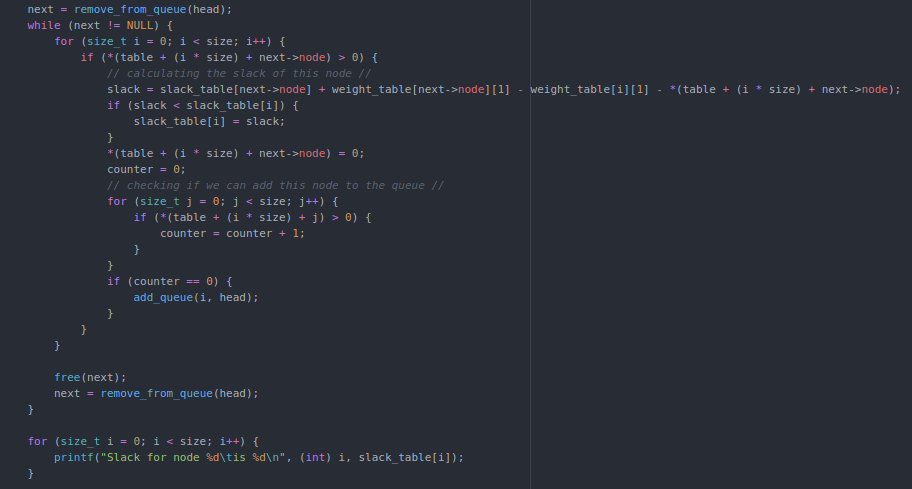 next = remove_from_queue(head);
while (next != NULL) {
    for (size_t i = 0; i < size; i++) {
        if (*(table + (i * size) + next->node) > 0) {
            // calculating the slack of this node //
            slack = slack_table[next->node] + weight_table[next->node][1] - weight_table[i][1] - *(table + (i * size) + next->node);
            if (slack < slack_table[i]) {
                slack_table[i] = slack;
            }
            *(table + (i * size) + next->node) = 0;
            counter = 0;
            // checking if we can add this node to the queue //
            for (size_t j = 0; j < size; j++) {
                if (*(table + (i * size) + j) > 0) {
                    counter = counter + 1;
                }
            }
            if (counter == 0) {
                add_queue(i, head);
            }
        }
    }

    free(next);
    next = remove_from_queue(head);
}

for (size_t i = 0; i < size; i++) {
    printf("Slack for node %d\tis %d\n", (int) i, slack_table[i]);
}